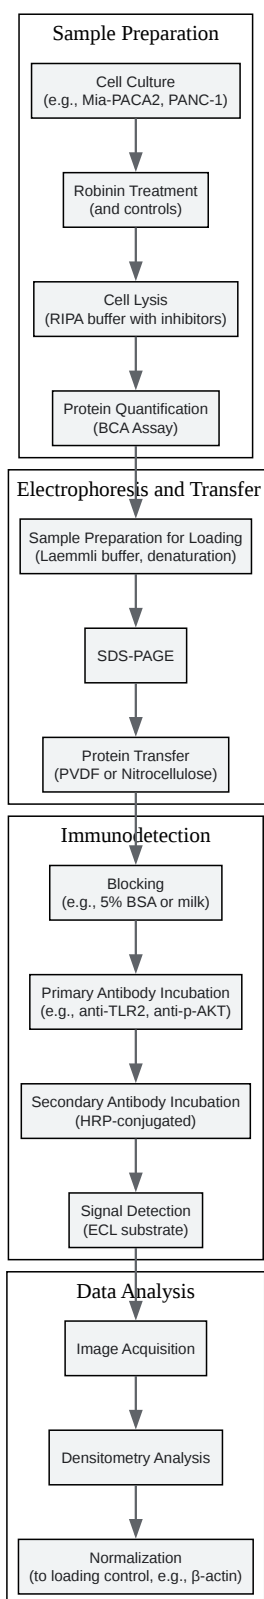 Sample Preparation
Cell Culture
(e.g., Mia-PACA2, PANC-1)
Robinin Treatment
(and controls)
Cell Lysis
(RIPA buffer with inhibitors)
Protein Quantification
(BCA Assay)
Electrophoresis and Transfer
Sample Preparation for Loading
(Laemmli buffer, denaturation)
SDS-PAGE
Protein Transfer
(PVDF or Nitrocellulose)
Immunodetection
Blocking
(e.g., 5% BSA or milk)
Primary Antibody Incubation
(e.g., anti-TLR2, anti-p-AKT)
Secondary Antibody Incubation
(HRP-conjugated)
Signal Detection
(ECL substrate)
Data Analysis
Image Acquisition
Densitometry Analysis
Normalization
(to loading control, e.g., β-actin)